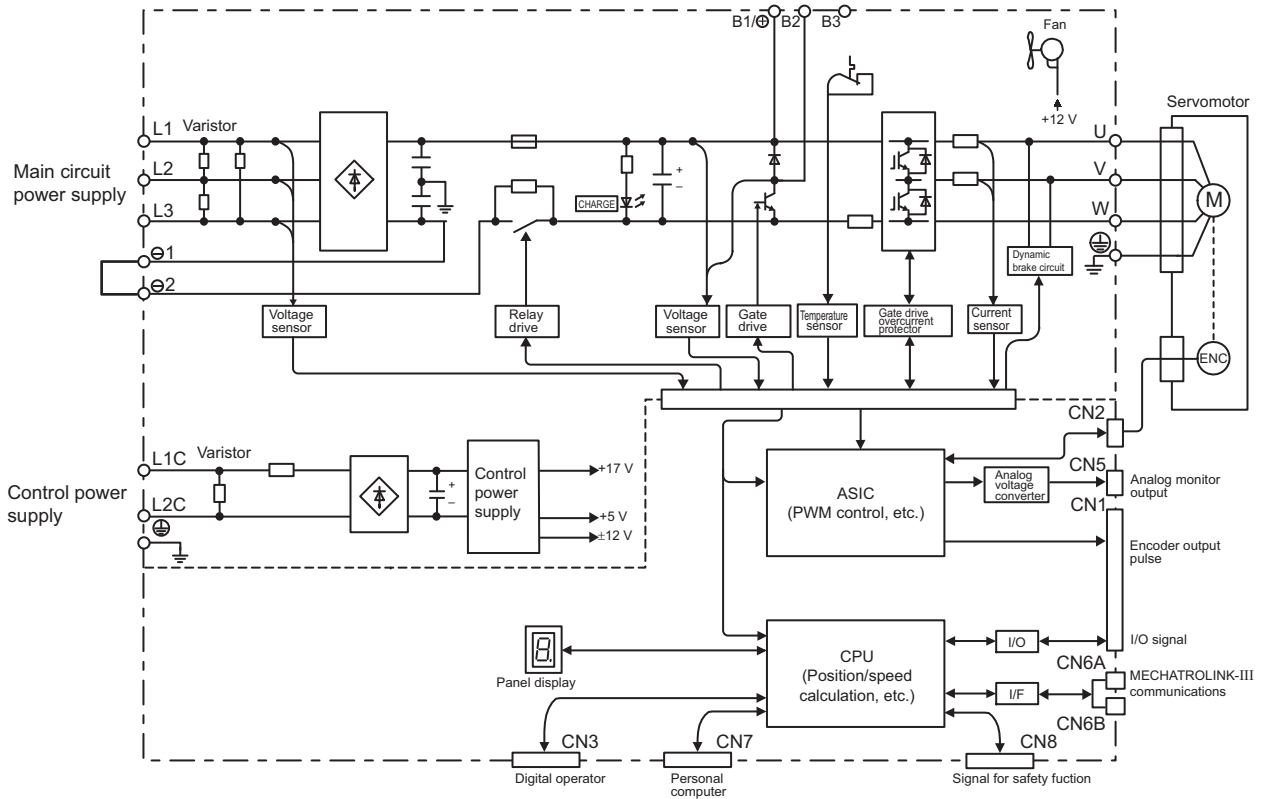 B1/⊕ B2 B3
Fan
+12 V
Servomotor
Main circuit
power supply
L1 Varistor
L2
L3
⊖1
⊖2
CHARGE
+
–
U
V
W
M
ENC
Dynamic
brake circuit
Voltage
sensor
Relay
drive
Voltage
sensor
Gate
drive
Temperature
sensor
Gate drive
overcurrent
protector
Current
sensor
Control power
supply
L1C Varistor
L2C
+
–
Control
power
supply
+17 V
+5 V
±12 V
ASIC
(PWM control, etc.)
Analog
voltage
converter
CN2
CN5
Analog monitor
output
CN1
Encoder output
pulse
I/O signal
CPU
(Position/speed
calculation, etc.)
I/O
I/F
CN6A
MECHATROLINK-III
communications
CN6B
8.
Panel display
CN3
Digital operator
CN7
Personal
computer
CN8
Signal for safety fuction